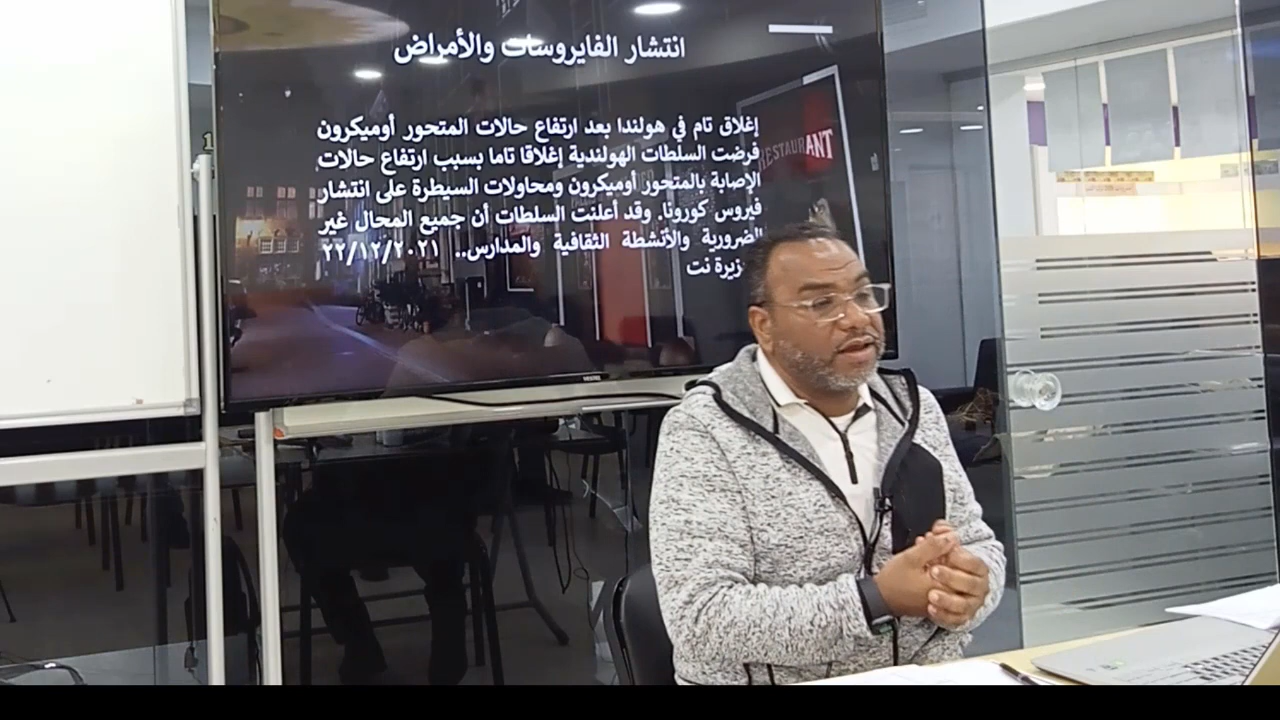 انتشار الفايروسات والأمراض
إغلاق تام في هولندا بعد ارتفاع حالات المتحور أوميكرون
فرضت السلطات الهولندية إغلاقا تاما بسبب ارتفاع حالات
الإصابة بالمتحور أوميكرون ومحاولات السيطرة على انتشار
فيروس كورونا. وقد أعلنت السلطات أن جميع المحال غير
الضرورية والأنشطة الثقافية والمدارس.. ٢٢/١٢/٢٠٢١
نت
RESTAURANT